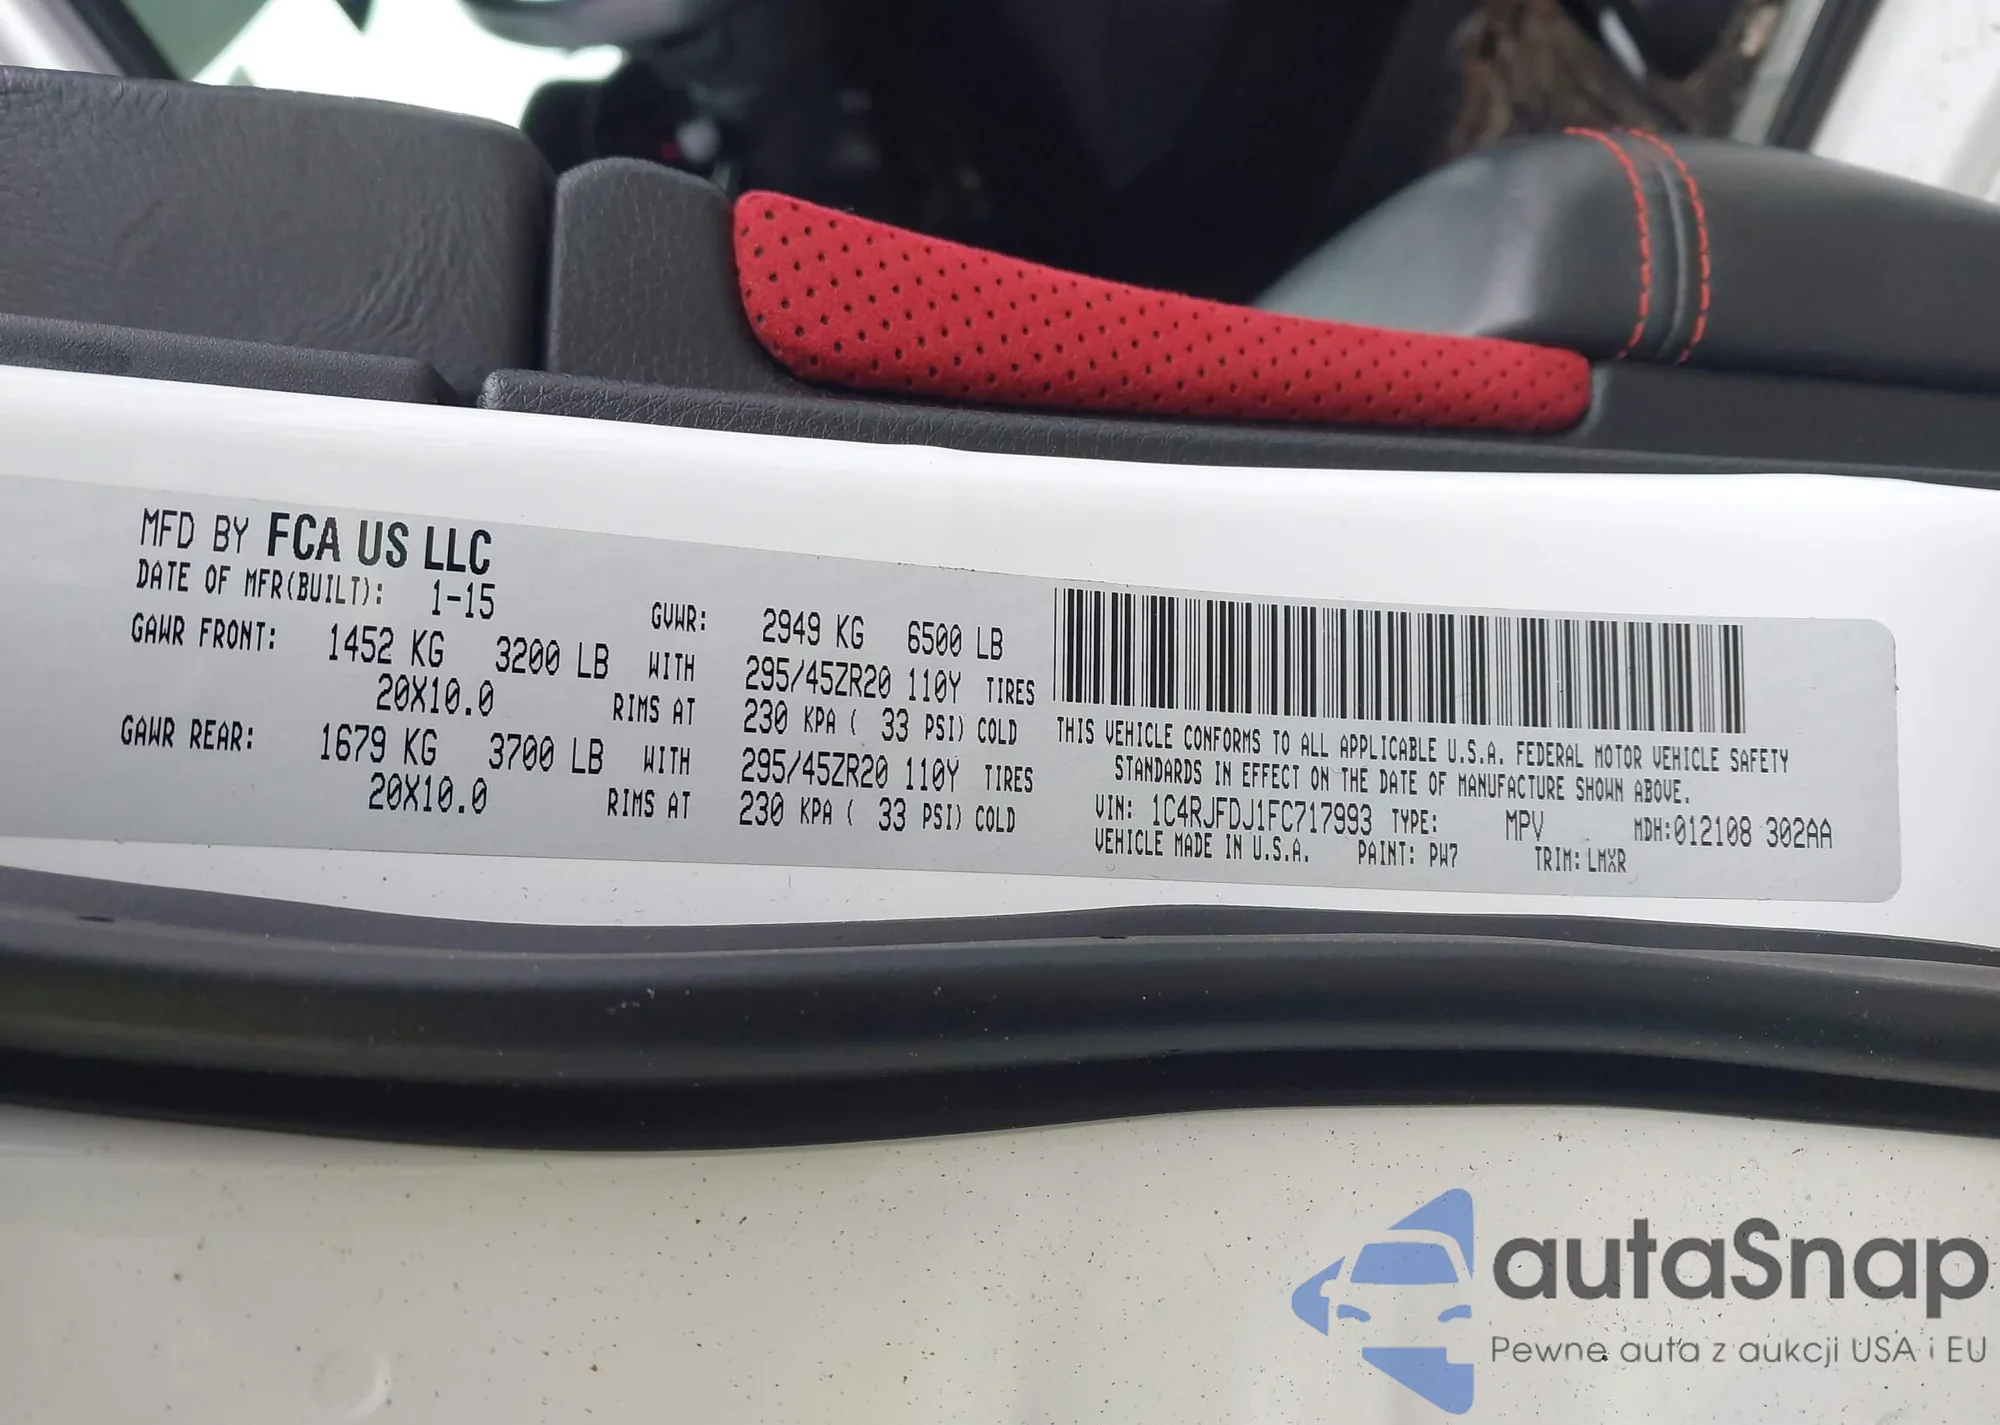 MFD BY FCA US LLC
DATE OF MFR(BUILT): 1-15
GVWR: 2949 KG 6500 LB
GAWR FRONT: 1452 KG 3200 LB WITH 295/45ZR20 110Y TIRES
20X10.0 RIMS AT 230 KPA ( 33 PSI) COLD
GAWR REAR: 1679 KG 3700 LB WITH 295/45ZR20 110Y TIRES
20X10.0 RIMS AT 230 KPA ( 33 PSI) COLD
THIS VEHICLE CONFORMS TO ALL APPLICABLE U.S.A. FEDERAL MOTOR VEHICLE SAFETY
STANDARDS IN EFFECT ON THE DATE OF MANUFACTURE SHOWN ABOVE.
VIN: 1C4RJFDJ1FC717993 TYPE: MPV MDH:012108 302AA
VEHICLE MADE IN U.S.A. PAINT: PW7 TRIM: LMXR
autaSnap
Pewne auta z aukcji USA i EU